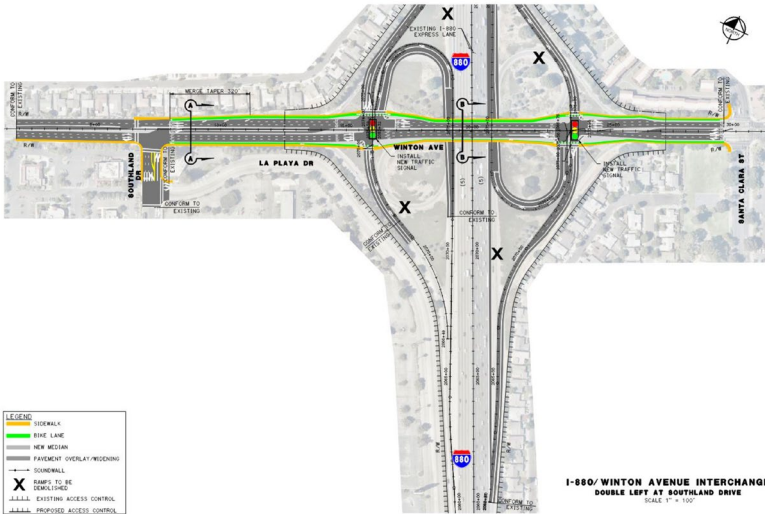 EXISTING I-880
EXPRESS LANE
880
X
X
NORTH
CONFORM TO
EXISTING
MERGE TAPER 320'
R/W
A
B
CONFORM TO
EXISTING
R/W
R/W
A
B
EXISTING
SOUTHLAND
DR
LA PLAYA DR
WINTON AVE
INSTALL
NEW TRAFFIC
SIGNAL
INSTALL
NEW TRAFFIC
SIGNAL
R/W
SANTA CLARA ST
CONFORM TO
EXISTING
X
CONFORM TO
EXISTING
CONFORM TO
EXISTING
X
R/W
R/W
880
CONFORM TO
EXISTING
LEGEND
SIDEWALK
BIKE LANE
NEW MEDIAN
PAVEMENT OVERLAY/WIDENING
SOUNDWALL
X RAMPS TO BE
DEMOLISHED
EXISTING ACCESS CONTROL
PROPOSED ACCESS CONTROL
I-880/WINTON AVENUE INTERCHANGE
DOUBLE LEFT AT SOUTHLAND DRIVE
SCALE 1" = 100'